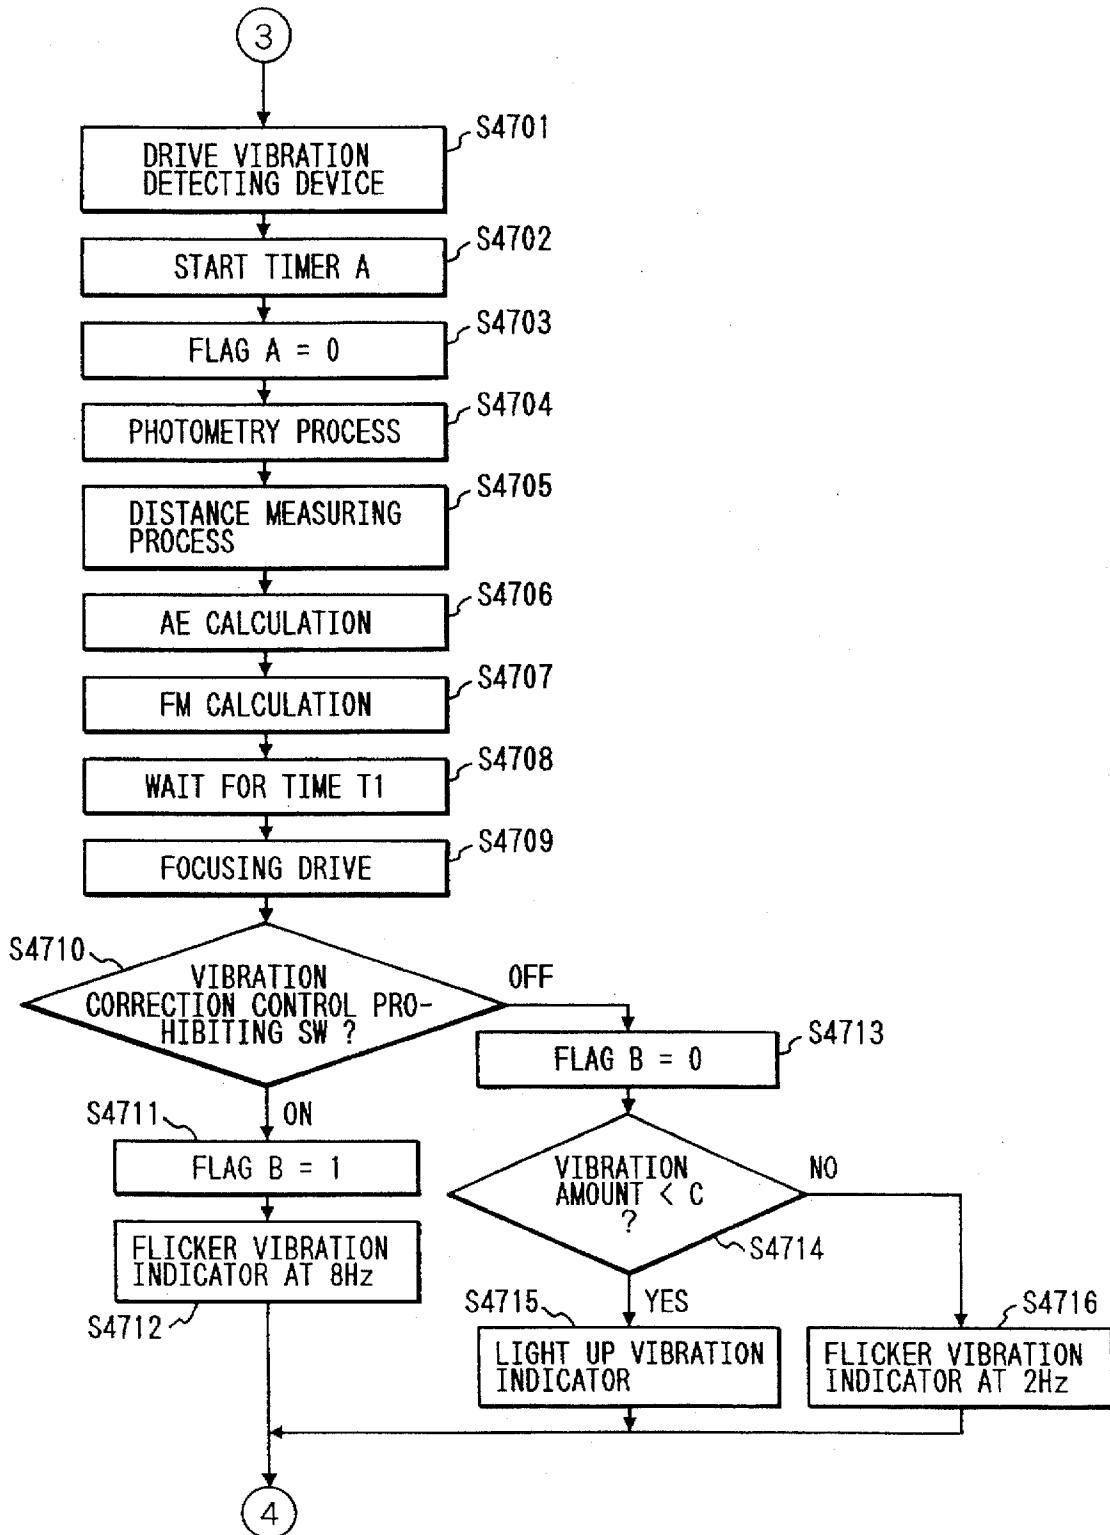 3
S4701
DRIVE VIBRATION
DETECTING DEVICE
S4702
START TIMER A
S4703
FLAG A = 0
S4704
PHOTOMETRY PROCESS
S4705
DISTANCE MEASURING
PROCESS
S4706
AE CALCULATION
S4707
FM CALCULATION
S4708
WAIT FOR TIME T1
S4709
FOCUSING DRIVE
S4710
VIBRATION
CORRECTION CONTROL PRO-
HIBITING SW ?
OFF
ON
S4711
FLAG B = 1
FLICKER VIBRATION
INDICATOR AT 8Hz
S4712
S4713
FLAG B = 0
VIBRATION
AMOUNT < C
?
NO
S4714
YES
S4715
LIGHT UP VIBRATION
INDICATOR
S4716
FLICKER VIBRATION
INDICATOR AT 2Hz
4